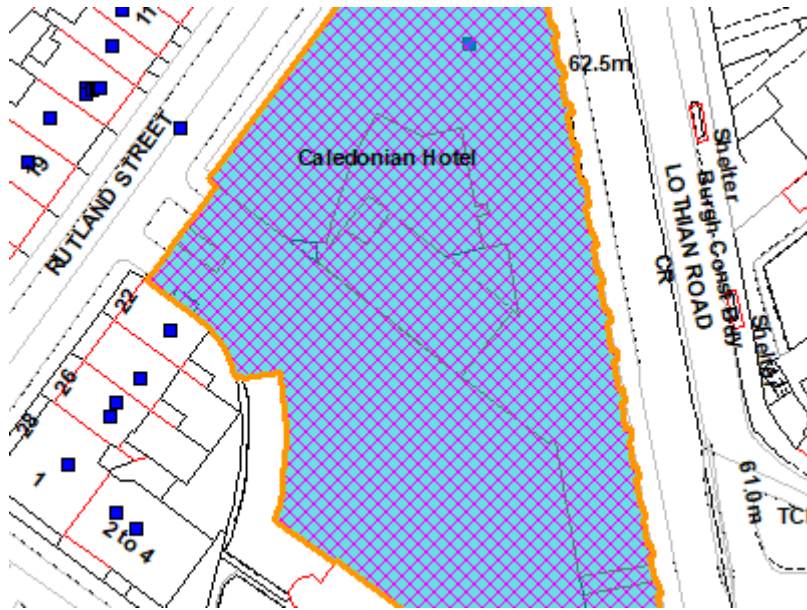 11
62.5m
19
Caledonian Hotel
RUTLAND STREET
Shelter
Burgh Const Bdy
LOTHIAN ROAD
CR
22
26
28
Shelter
1
2 to 4
61.0m